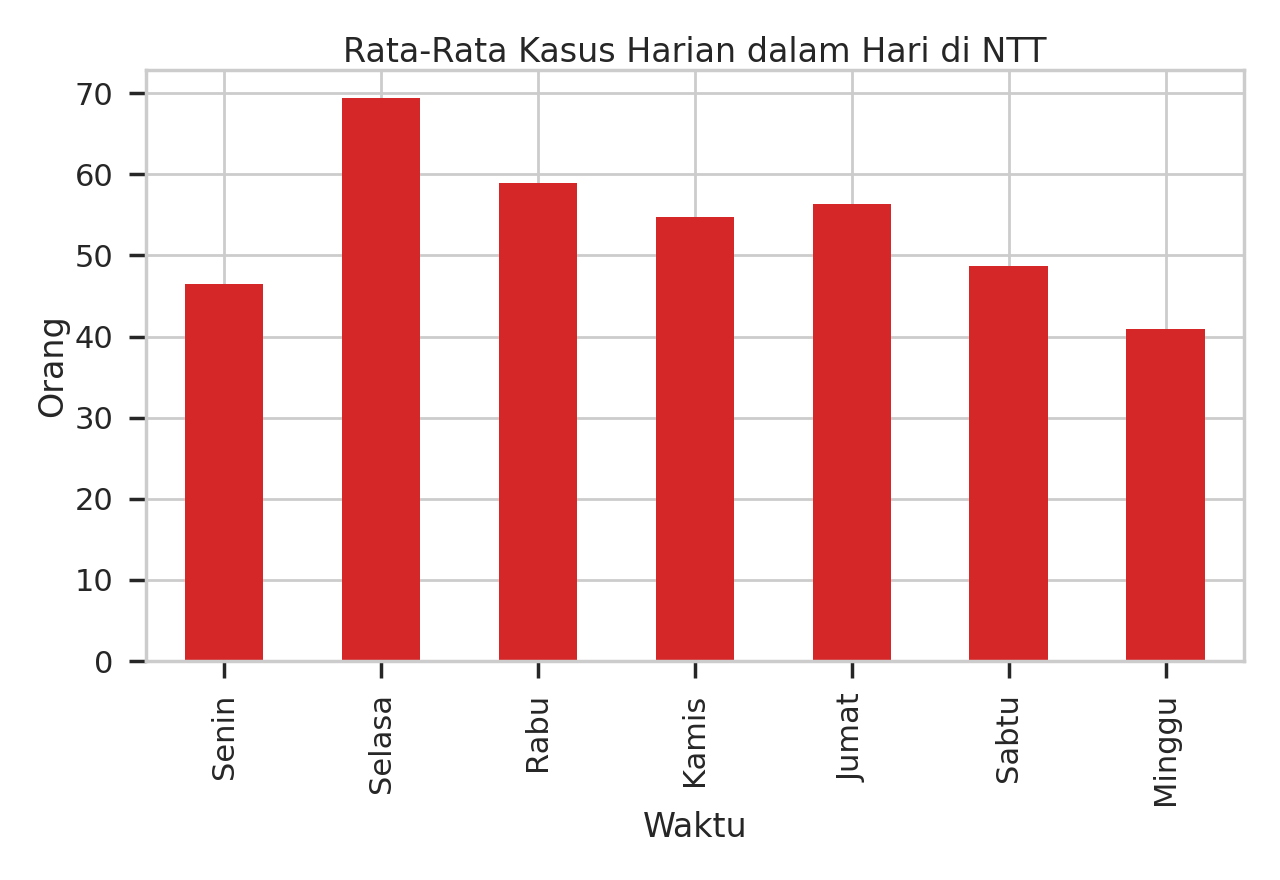 Rata-Rata Kasus Harian dalam Hari di NTT
70
60
50
40
30
20
10
0
Orang
Senin
Selasa
Rabu
Kamis
Jumat
Sabtu
Minggu
Waktu